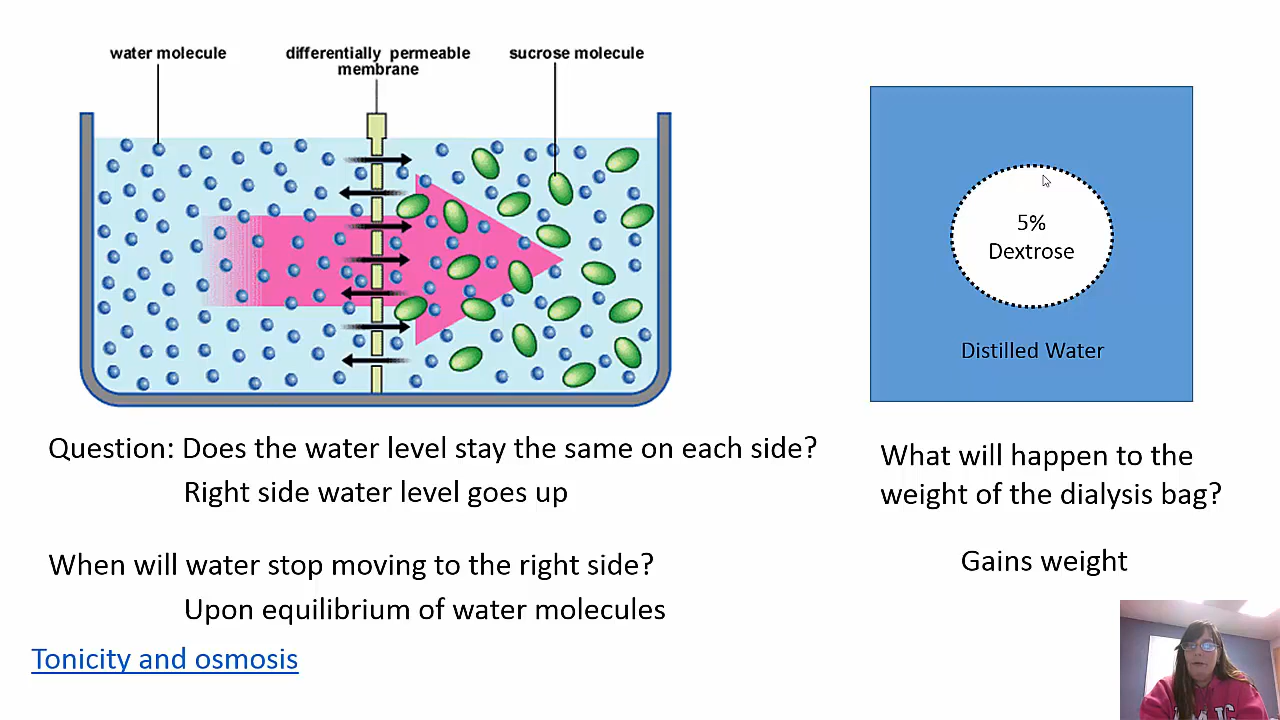 water molecule
differentially permeable
membrane
sucrose molecule
5%
Dextrose
Distilled Water
Question: Does the water level stay the same on each side?
Right side water level goes up
When will water stop moving to the right side?
Upon equilibrium of water molecules
Tonicity and osmosis
What will happen to the
weight of the dialysis bag?
Gains weight